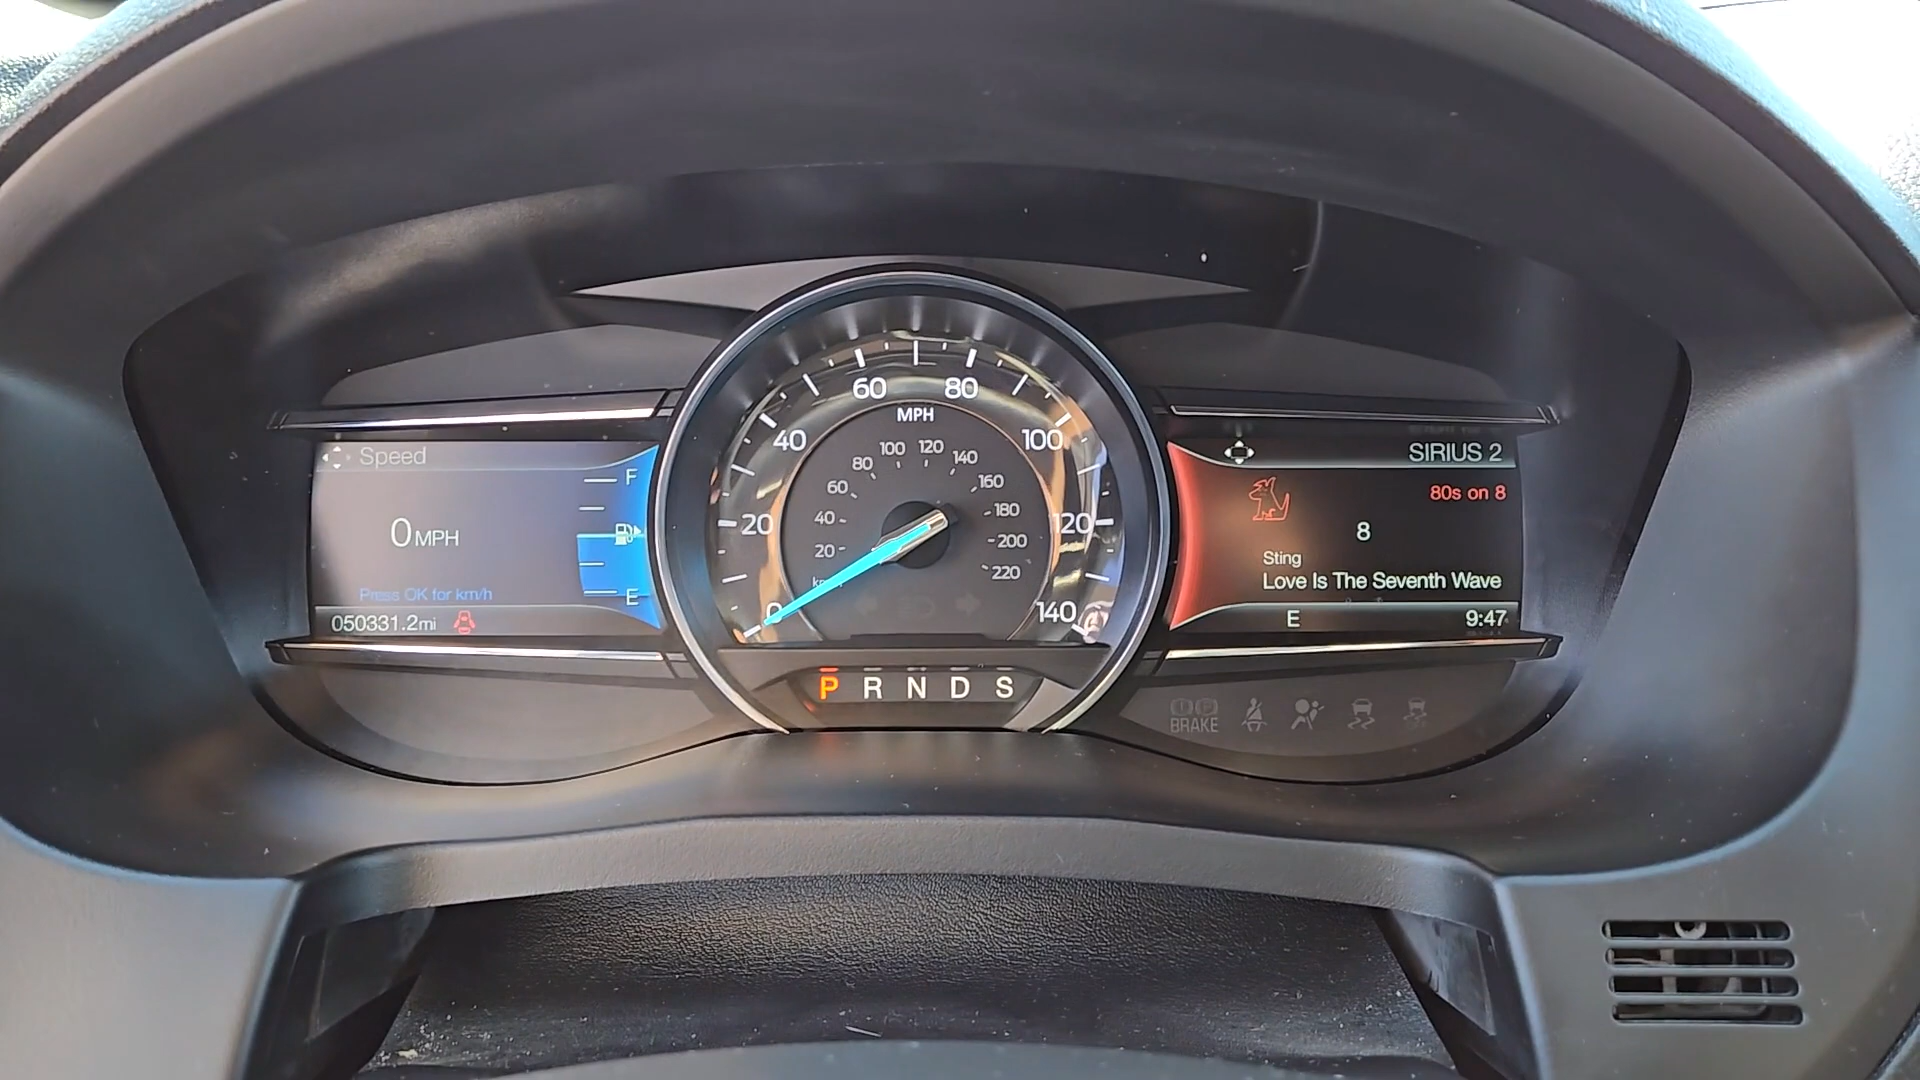 Speed
F
0 MPH
E
Press OK for km/h
050331.2mi
0
20
40
60
80
100
120
140
MPH
20
40
60
80
100
120
140
160
180
200
220
P R N D S
SIRIUS 2
80s on 8
8
Sting
Love Is The Seventh Wave
E
9:47
BRAKE